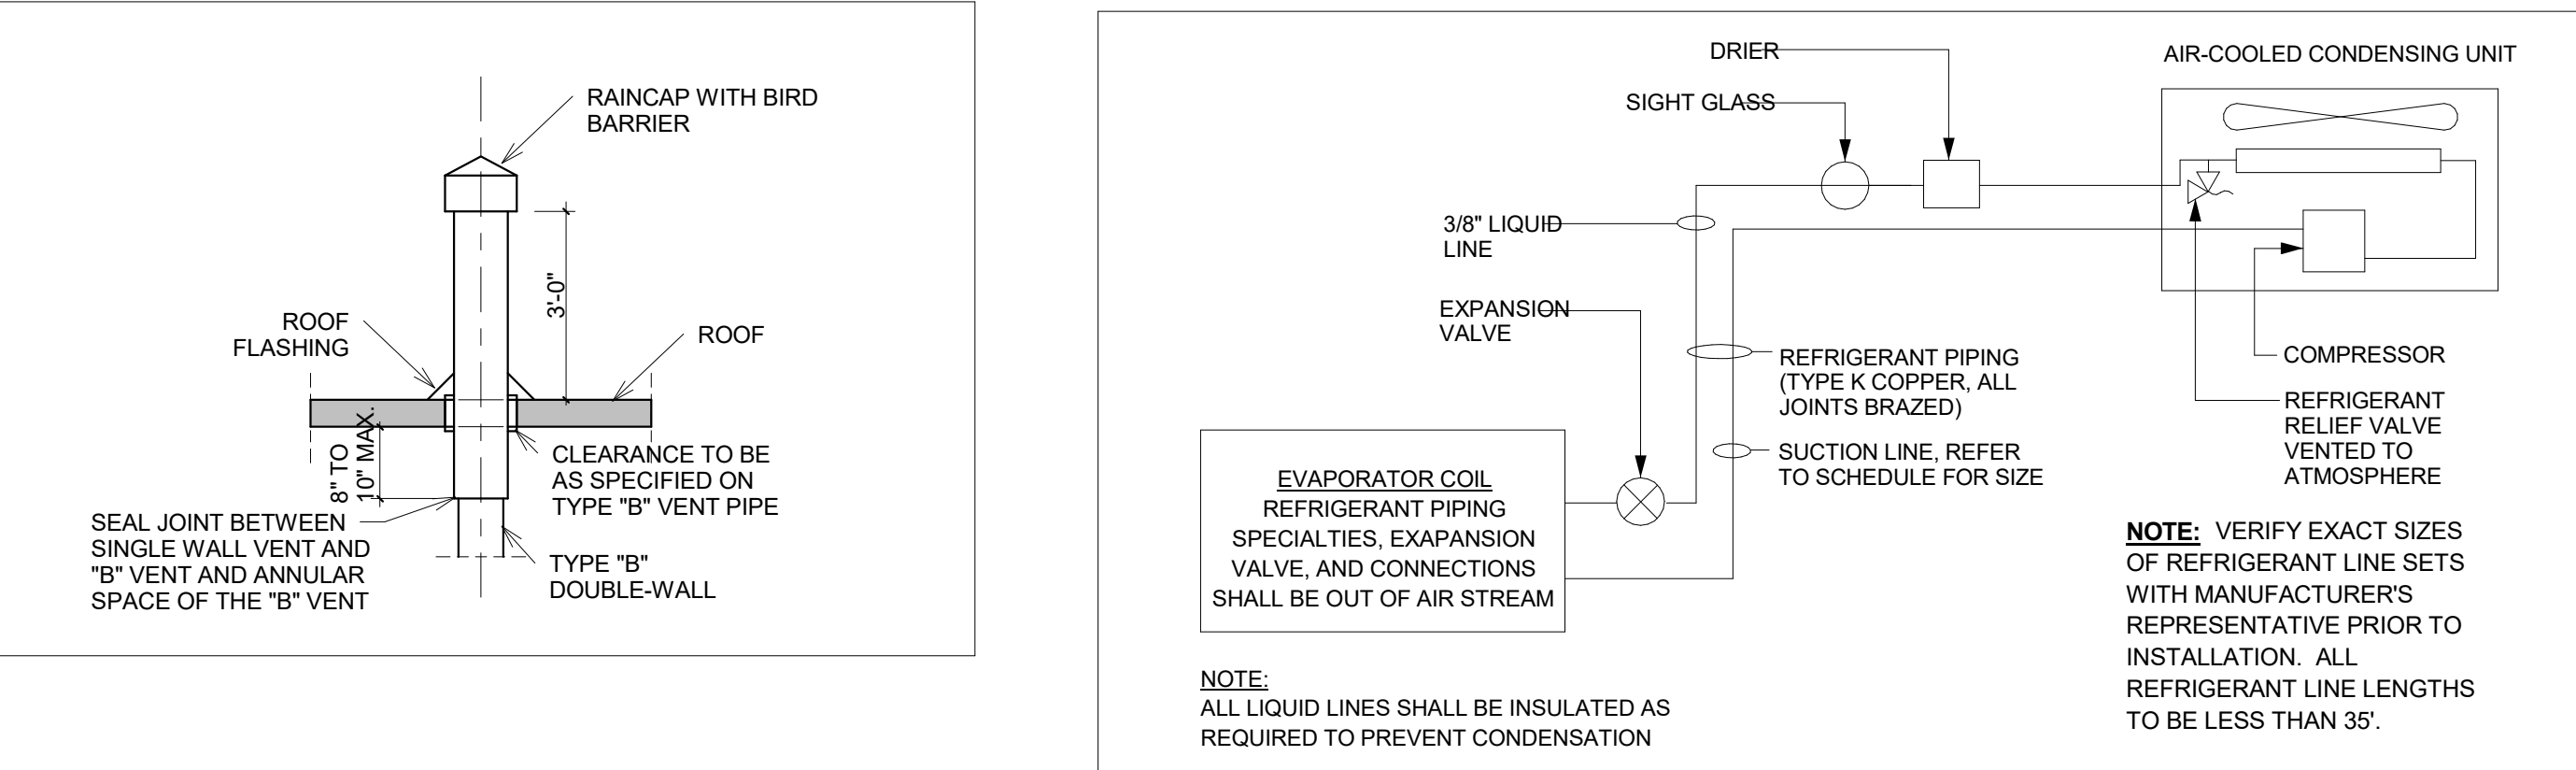 RAINCAP WITH BIRD
BARRIER
3'-0"
ROOF
FLASHING
ROOF
8" TO
10" MAX.
CLEARANCE TO BE
AS SPECIFIED ON
TYPE "B" VENT PIPE
SEAL JOINT BETWEEN
SINGLE WALL VENT AND
"B" VENT AND ANNULAR
SPACE OF THE "B" VENT
TYPE "B"
DOUBLE-WALL
DRIER
SIGHT GLASS
AIR-COOLED CONDENSING UNIT
3/8" LIQUID
LINE
EXPANSION
VALVE
REFRIGERANT PIPING
(TYPE K COPPER, ALL
JOINTS BRAZED)
SUCTION LINE, REFER
TO SCHEDULE FOR SIZE
COMPRESSOR
REFRIGERANT
RELIEF VALVE
VENTED TO
ATMOSPHERE
EVAPORATOR COIL
REFRIGERANT PIPING
SPECIALTIES, EXAPANSION
VALVE, AND CONNECTIONS
SHALL BE OUT OF AIR STREAM
NOTE:
ALL LIQUID LINES SHALL BE INSULATED AS
REQUIRED TO PREVENT CONDENSATION
NOTE: VERIFY EXACT SIZES
OF REFRIGERANT LINE SETS
WITH MANUFACTURER'S
REPRESENTATIVE PRIOR TO
INSTALLATION. ALL
REFRIGERANT LINE LENGTHS
TO BE LESS THAN 35'.